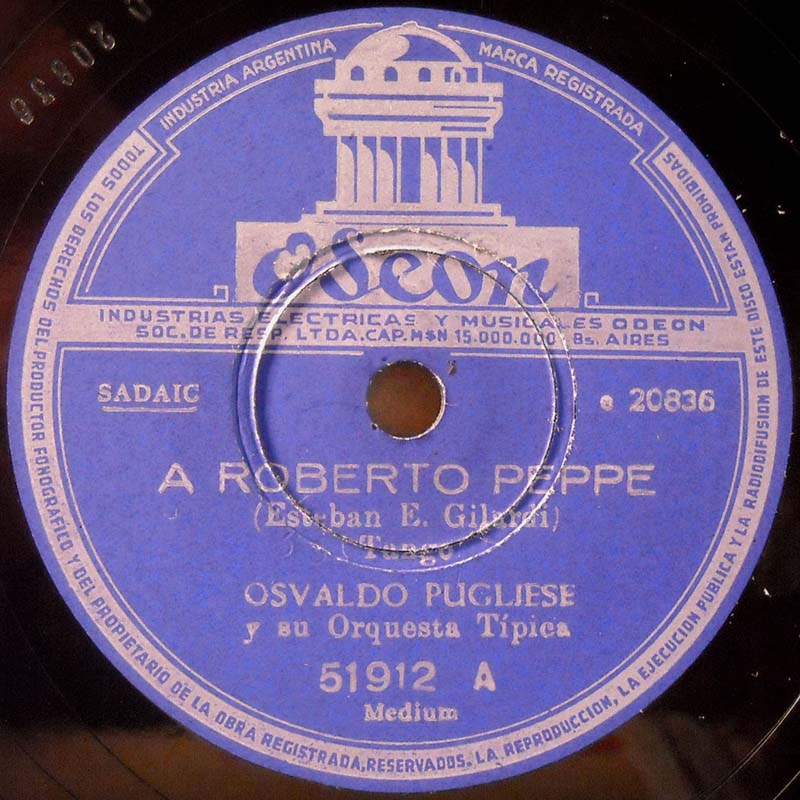 20836
INDUSTRIA ARGENTINA
MARCA REGISTRADA
Odeon
INDUSTRIAS ELECTRICAS Y MUSICALES ODEON
SOC. DE RESP. LTDA. CAP. M$N 15.000.000 Bs. AIRES
SADAIC
e 20836
A ROBERTO PEPPE
(Esteban E. Gilardi)
(Tango)
OSVALDO PUGLIESE
y su Orquesta Típica
51912 A
Medium
TODOS LOS DERECHOS DEL PRODUCTOR FONOGRAFICO Y DEL PROPIETARIO DE LA OBRA REGISTRADA, RESERVADOS. LA REPRODUCCION, LA EJECUCION PUBLICA Y LA RADIODIFUSION DE ESTE DISCO ESTAN PROHIBIDAS